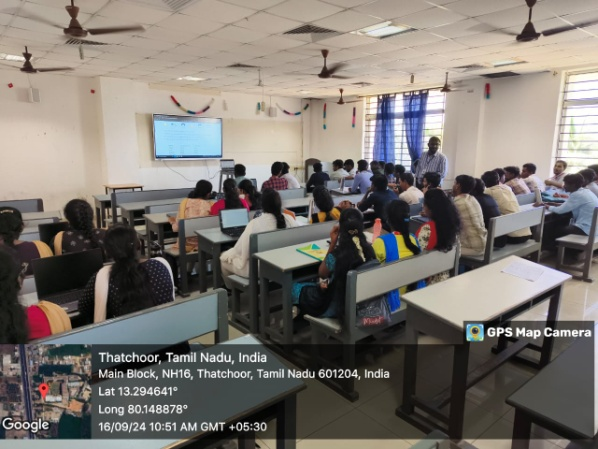 GPS Map Camera
Thatchoor, Tamil Nadu, India
Main Block, NH16, Thatchoor, Tamil Nadu 601204, India
Lat 13.294641°
Long 80.148878°
16/09/24 10:51 AM GMT +05:30
Google